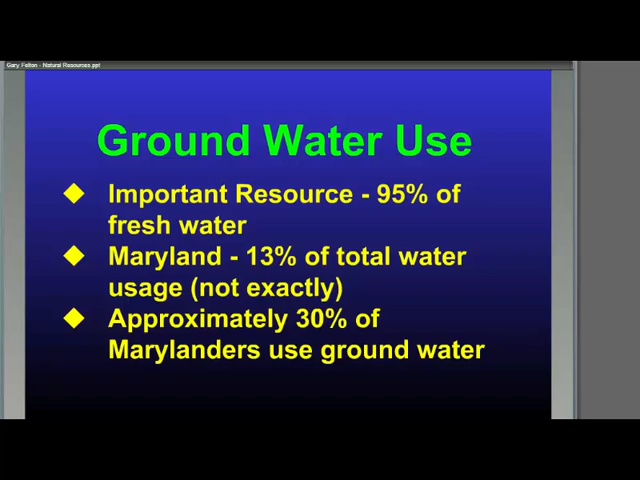 Gary Felton - Natural Resources.ppt
Ground Water Use
Important Resource - 95% of
fresh water
Maryland - 13% of total water
usage (not exactly)
Approximately 30% of
Marylanders use ground water